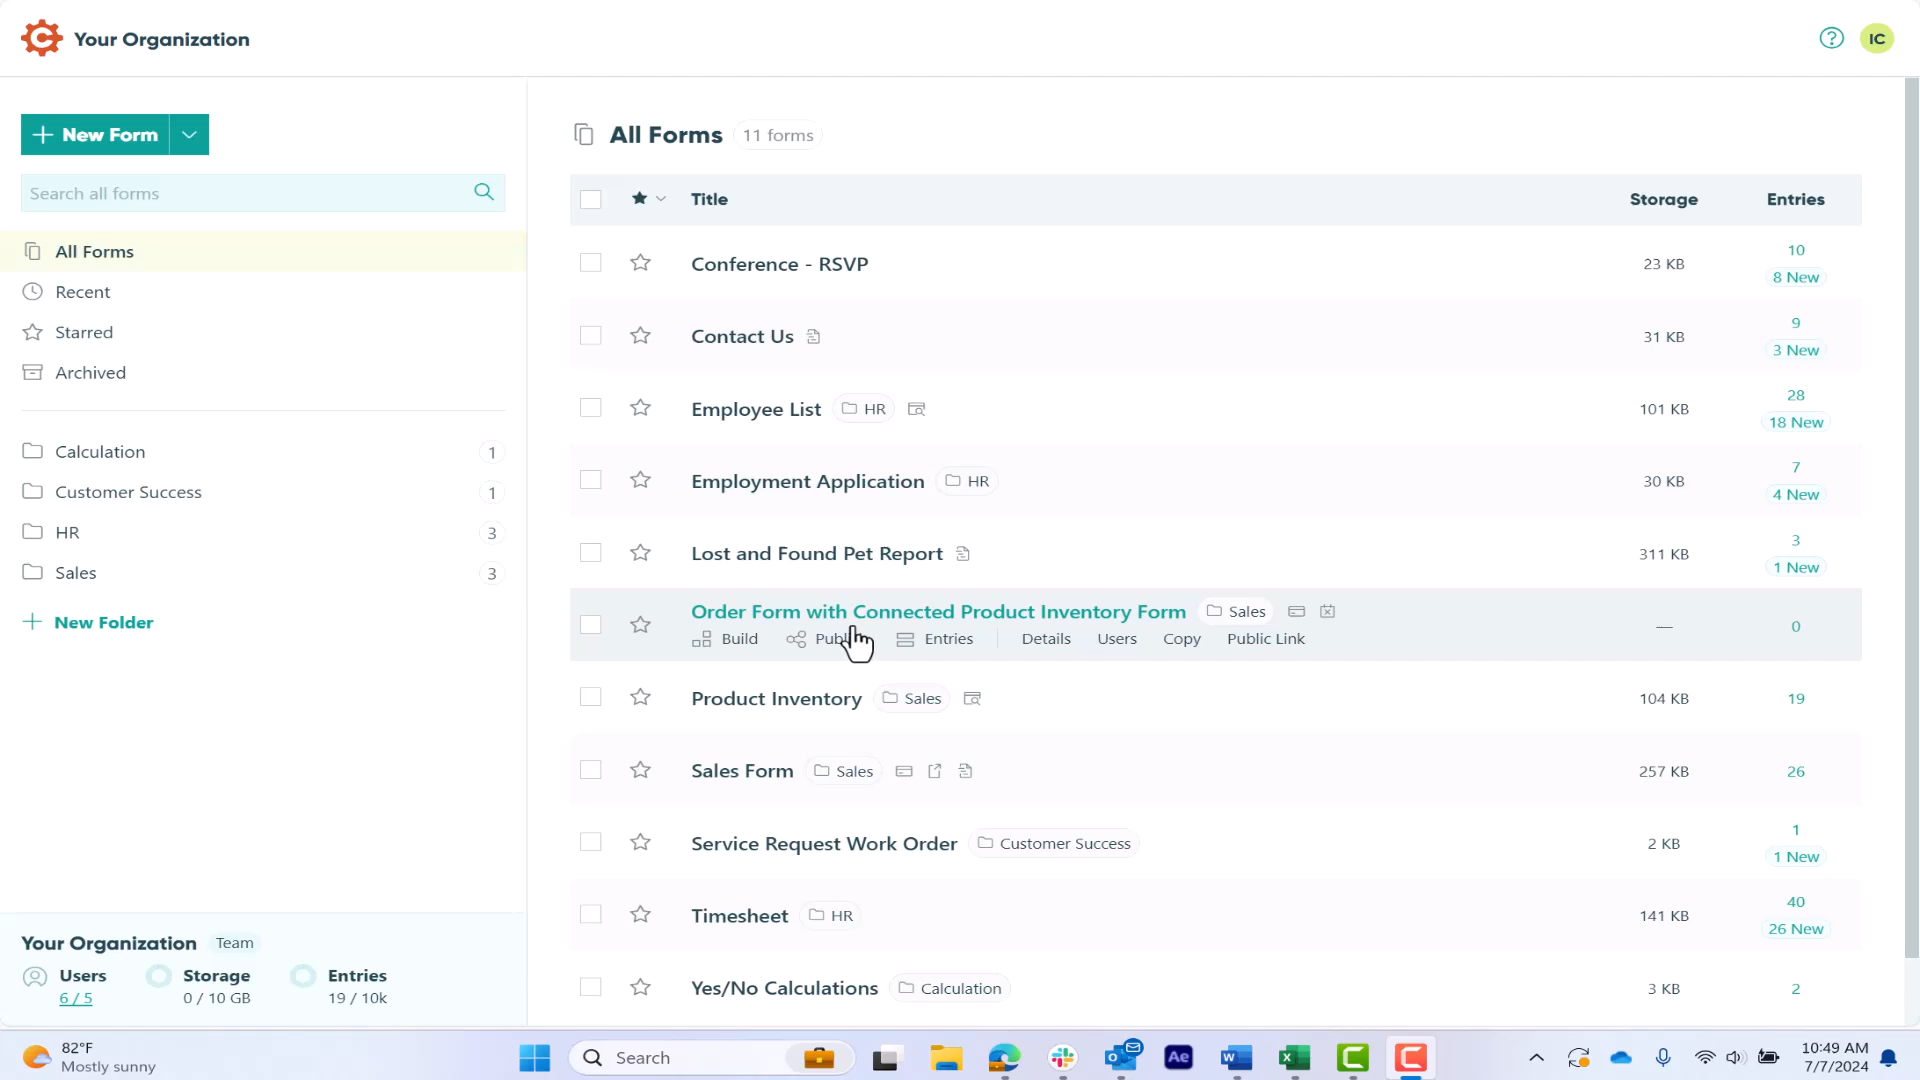 Your Organization
IC
New Form
Search all forms
All Forms
Recent
Starred
Archived
Calculation 1
Customer Success 1
HR 3
Sales 3
New Folder
Your Organization Team
Users Storage Entries
6 / 5 0 / 10 GB 19 / 10k
All Forms 11 forms
Title Storage Entries
Conference - RSVP 23 KB 10
8 New
Contact Us 31 KB 9
3 New
Employee List HR 101 KB 28
18 New
Employment Application HR 30 KB 7
4 New
Lost and Found Pet Report 311 KB 3
1 New
Order Form with Connected Product Inventory Form Sales — 0
Build Entries Details Users Copy Public Link
Product Inventory Sales 104 KB 19
Sales Form Sales 257 KB 26
Service Request Work Order Customer Success 2 KB 1
1 New
Timesheet HR 141 KB 40
26 New
Yes/No Calculations Calculation 3 KB 2
82°F
Mostly sunny
Search
Ae
10:49 AM
7/7/2024